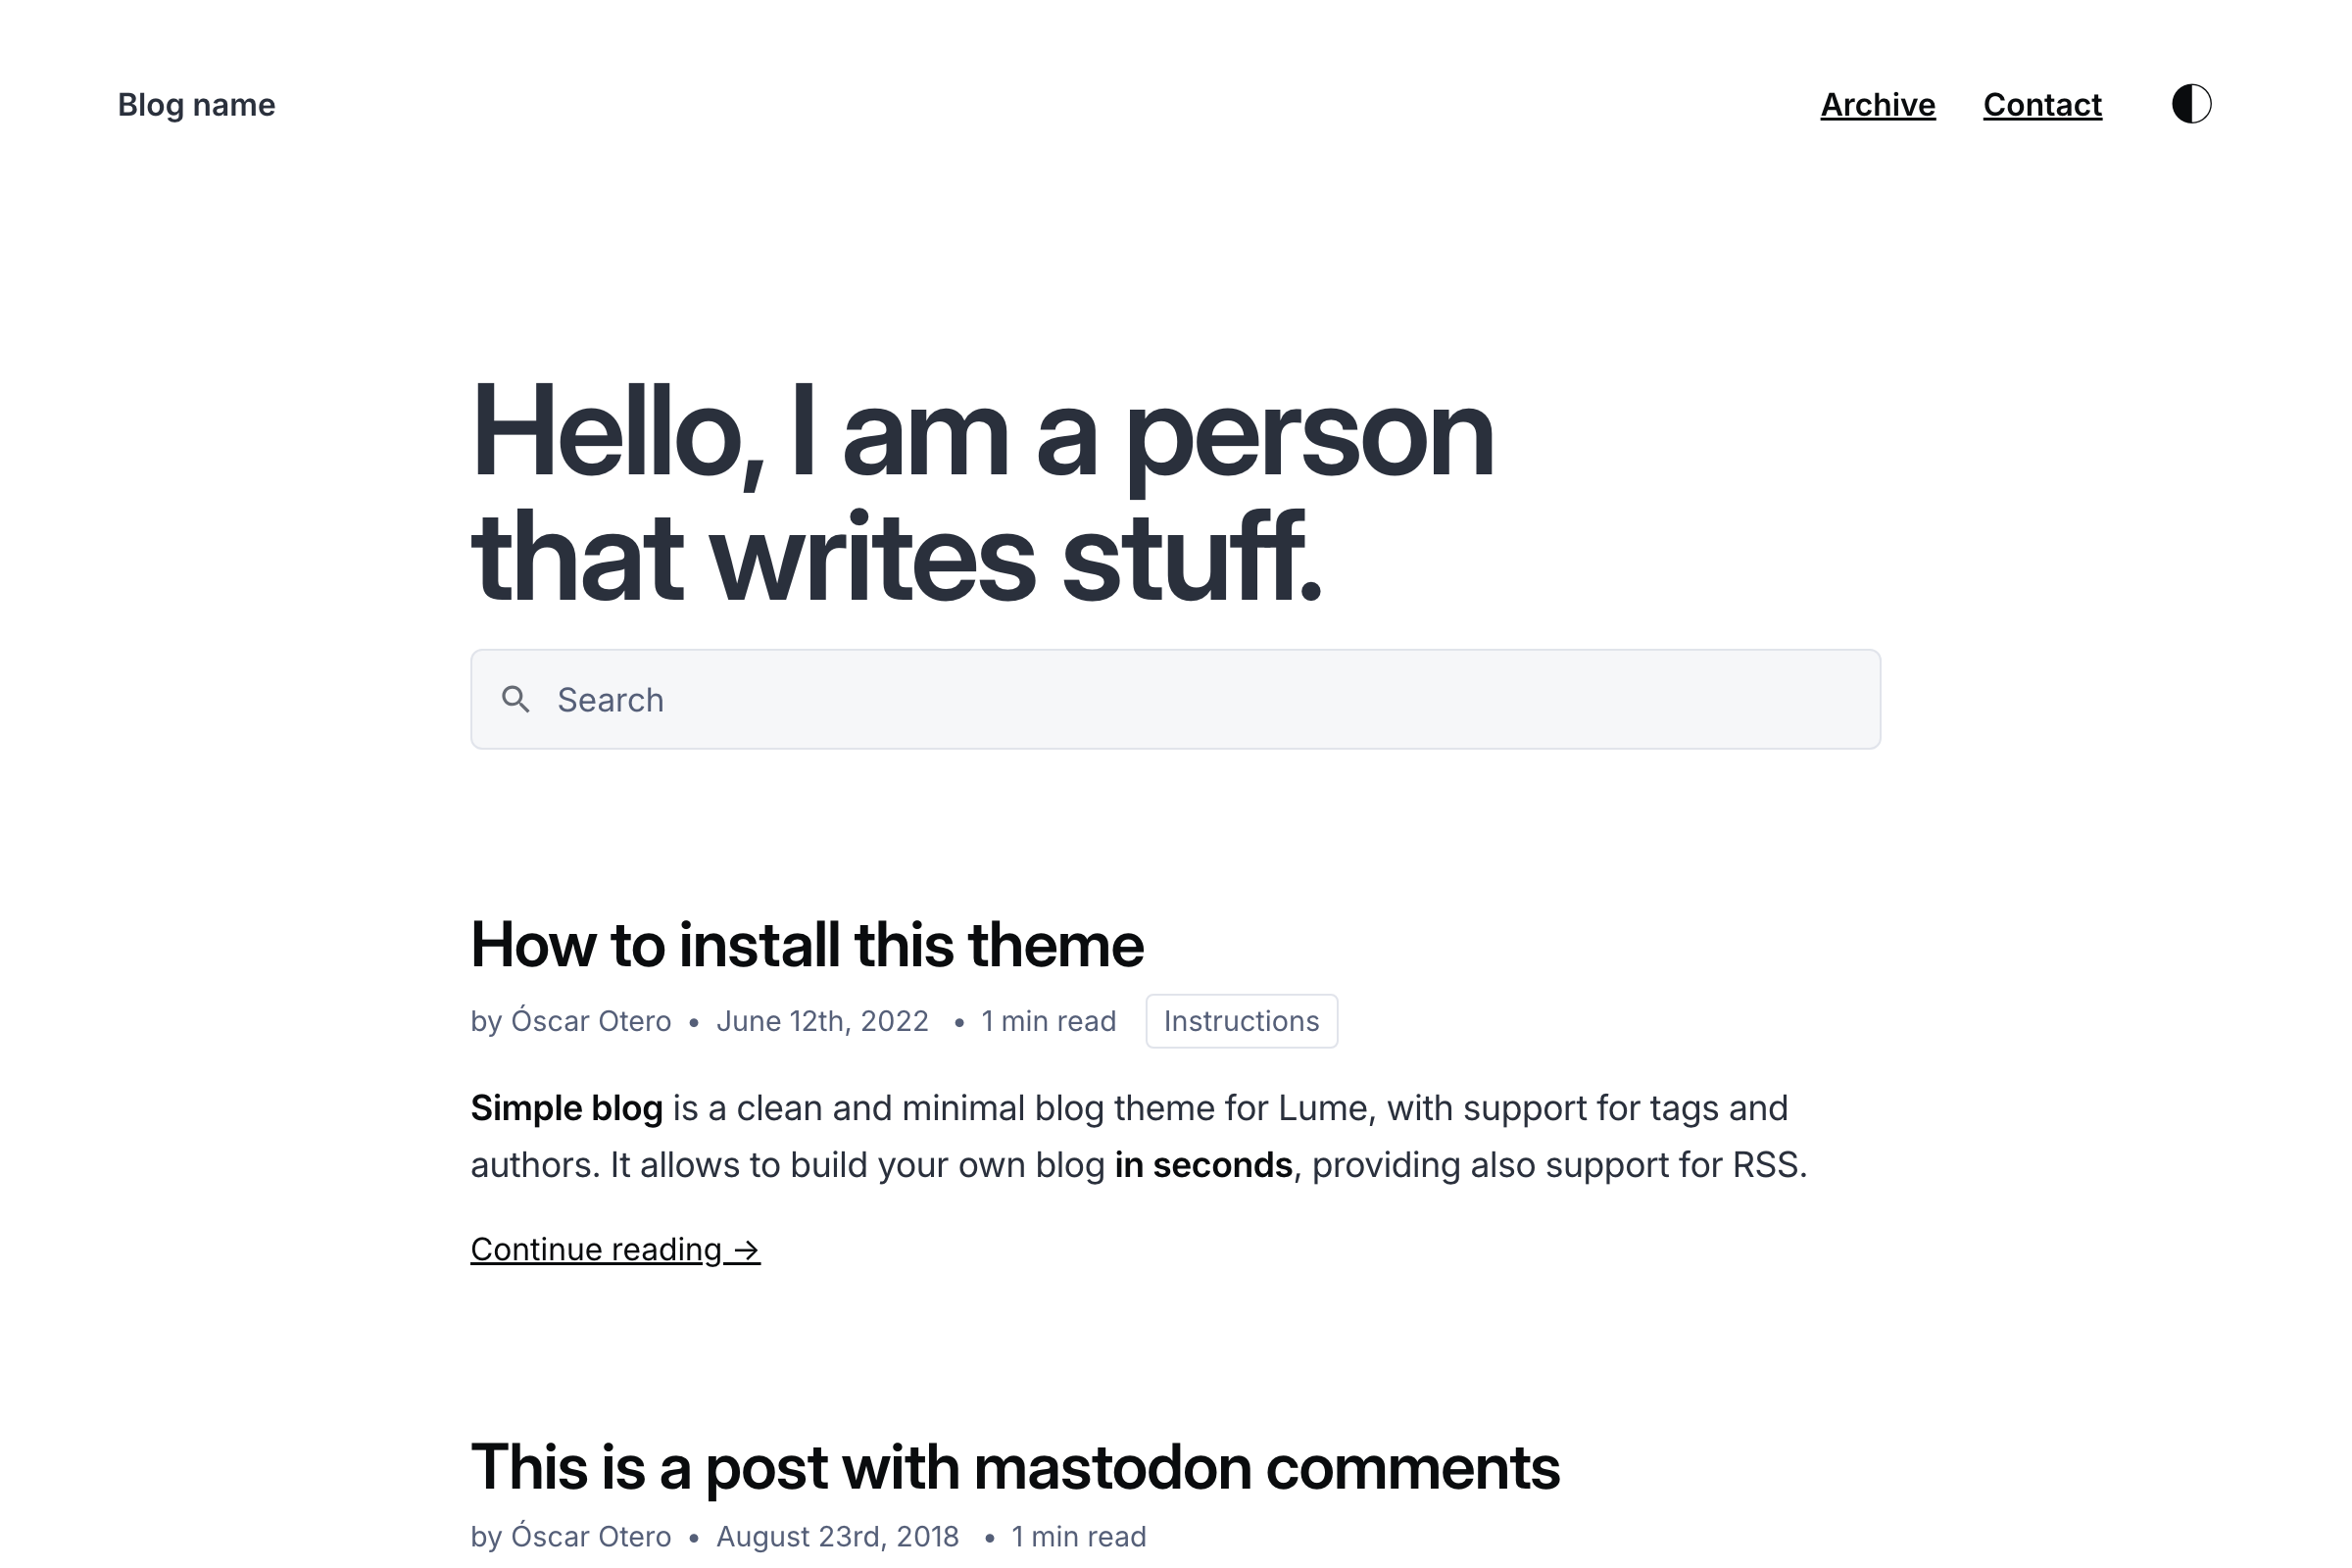 Blog name
Archive Contact
Hello, I am a person
that writes stuff.
Search
How to install this theme
by Óscar Otero • June 12th, 2022 • 1 min read Instructions
Simple blog is a clean and minimal blog theme for Lume, with support for tags and
authors. It allows to build your own blog in seconds, providing also support for RSS.
Continue reading →
This is a post with mastodon comments
by Óscar Otero • August 23rd, 2018 • 1 min read